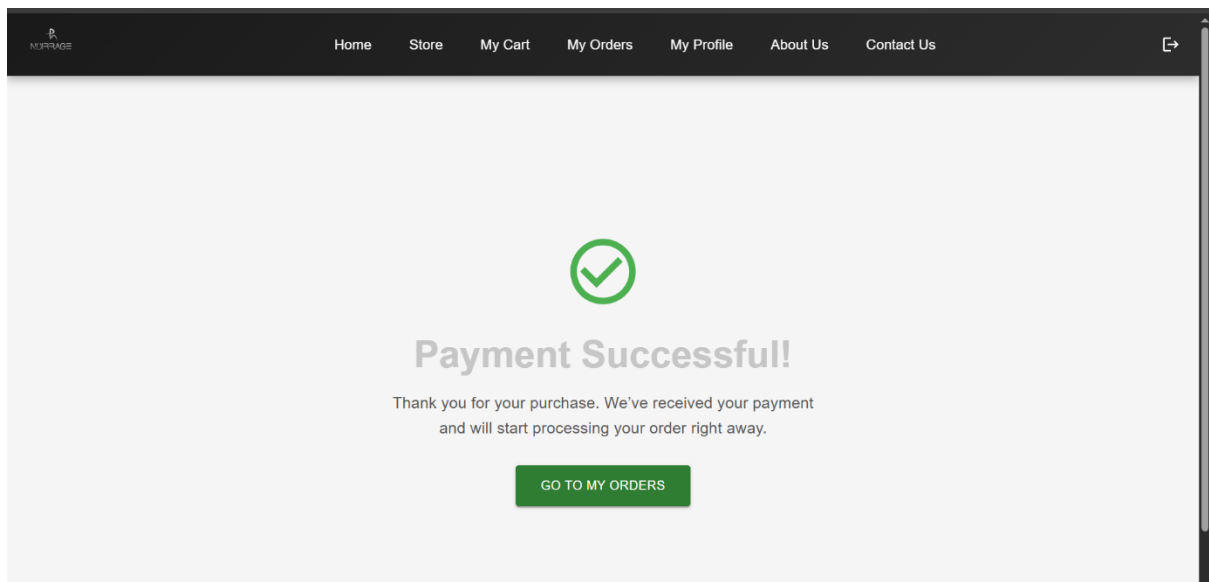 NURRAGE
Home Store My Cart My Orders My Profile About Us Contact Us
Payment Successful!
Thank you for your purchase. We’ve received your payment
and will start processing your order right away.
GO TO MY ORDERS